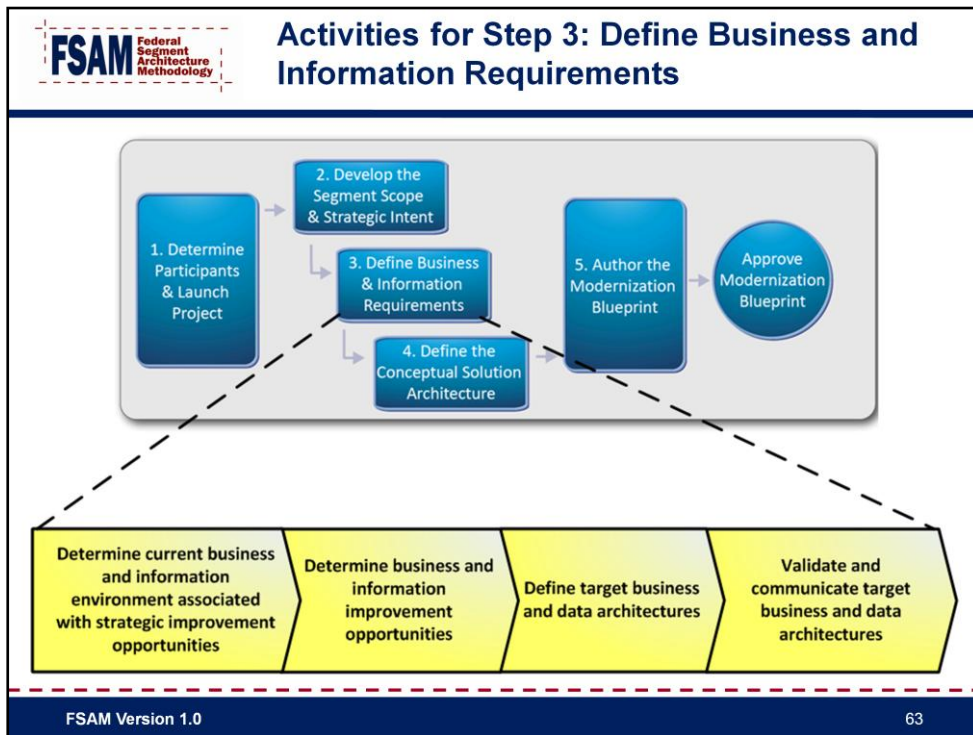 FSAM Federal
Segment
Architecture
Methodology
Activities for Step 3: Define Business and
Information Requirements
1. Determine
Participants
& Launch
Project
2. Develop the
Segment Scope
& Strategic Intent
3. Define Business
& Information
Requirements
4. Define the
Conceptual Solution
Architecture
5. Author the
Modernization
Blueprint
Approve
Modernization
Blueprint
Determine current business
and information
environment associated
with strategic improvement
opportunities
Determine business and
information
improvement
opportunities
Define target business
and data architectures
Validate and
communicate target
business and data
architectures
FSAM Version 1.0
63